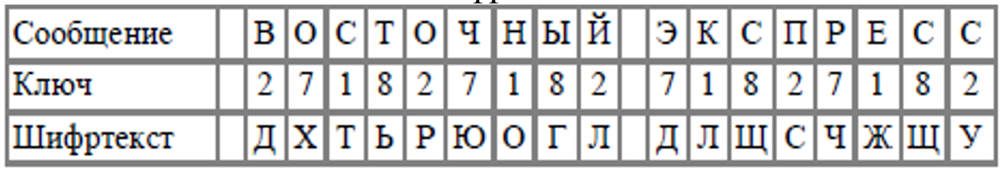 Сообщение В О С Т О Ч Н Ы Й Э К С П Р Е С С
Ключ 2 7 1 8 2 7 1 8 2 7 1 8 2 7 1 8 2
Шифртекст Д Х Т Ь Р Ю О Г Л Д Л Щ С Ч Ж Щ У